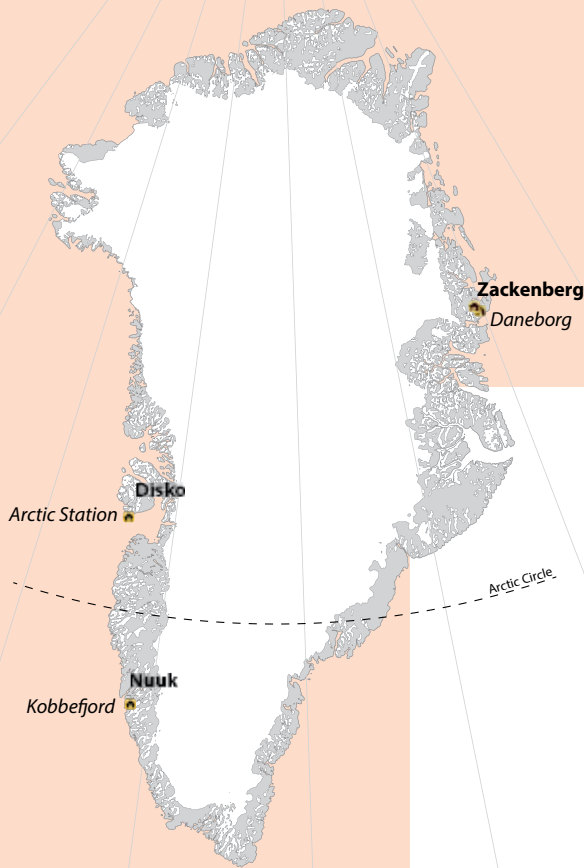 Zackenberg
Daneborg
Disko
Arctic Station
Arctic Circle
Nuuk
Kobbefjord